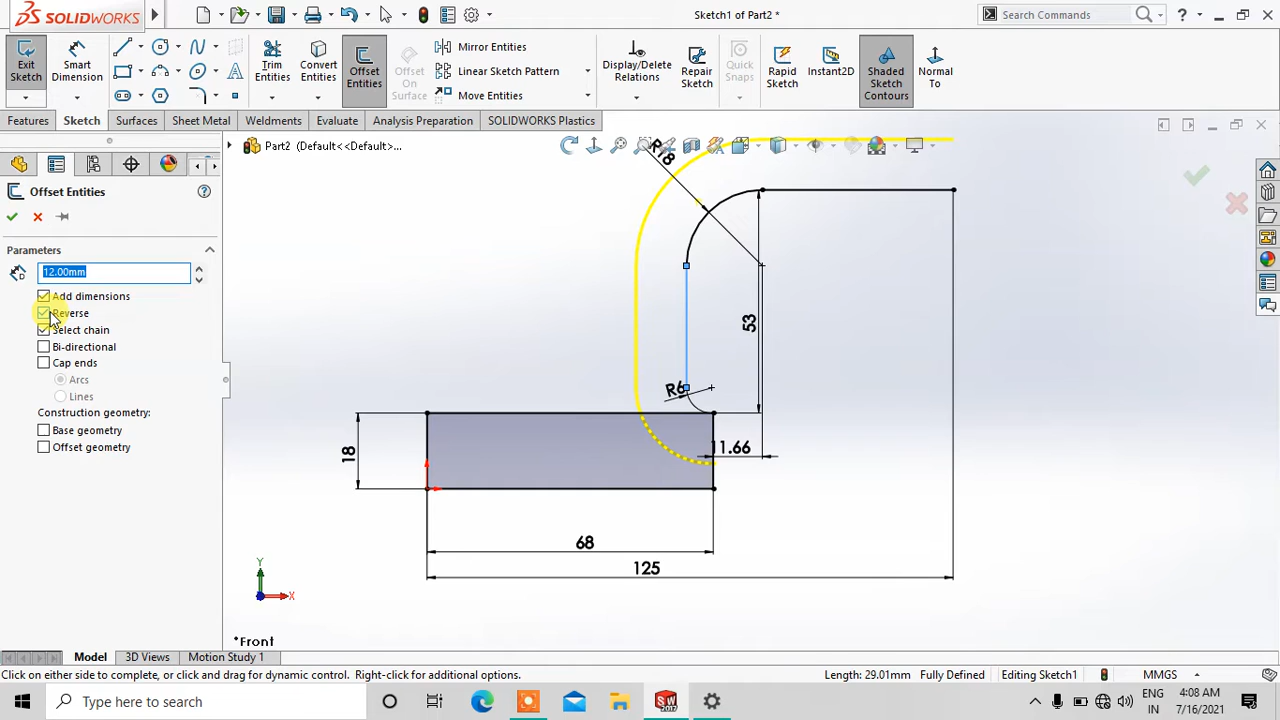 SOLIDWORKS
Sketch1 of Part2 *
Search Commands
?
Exit Sketch
Smart Dimension
Trim Entities
Convert Entities
Offset Entities
Offset On Surface
Mirror Entities
Linear Sketch Pattern
Move Entities
Display/Delete Relations
Repair Sketch
Quick Snaps
Rapid Sketch
Instant2D
Shaded Sketch Contours
Normal To
Features
Sketch
Surfaces
Sheet Metal
Weldments
Evaluate
Analysis Preparation
SOLIDWORKS Plastics
Part2 (Default<<Default>...
Offset Entities
Parameters
12.00mm
Add dimensions
Reverse
Select chain
Bi-directional
Cap ends
Arcs
Lines
Construction geometry:
Base geometry
Offset geometry
R18
53
R6
11.66
18
68
125
Y
X
*Front
Model
3D Views
Motion Study 1
Click on either side to complete, or click and drag for dynamic control. Right-click for additional options.
Length: 29.01mm
Fully Defined
Editing Sketch1
MMGS
Type here to search
SW
2017
ENG
IN
4:08 AM
7/16/2021